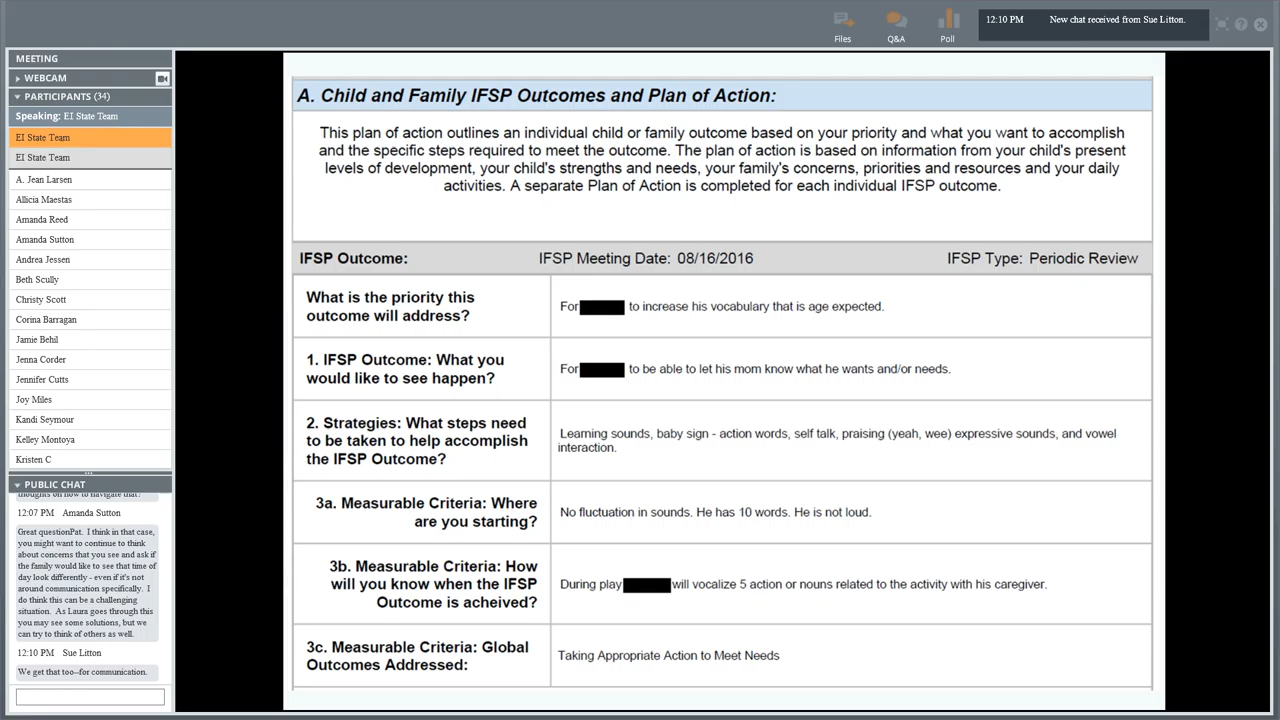 Files
Q&A
Poll
12:10 PM New chat received from Sue Litton.
MEETING
WEBCAM
PARTICIPANTS (34)
Speaking: EI State Team
EI State Team
EI State Team
A. Jean Larsen
Allicia Maestas
Amanda Reed
Amanda Sutton
Andrea Jessen
Beth Scully
Christy Scott
Corina Barragan
Jamie Behil
Jenna Corder
Jennifer Cutts
Joy Miles
Kandi Seymour
Kelley Montoya
Kristen C
PUBLIC CHAT
thoughts on how to navigate that?
12:07 PM Amanda Sutton
Great questionPat. I think in that case,
you might want to continue to think
about concerns that you see and ask if
the family would like to see that time of
day look differently - even if it's not
around communication specifically. I
do think this can be a challenging
situation. As Laura goes through this
you may see some solutions, but we
can try to think of others as well.
12:10 PM Sue Litton
We get that too--for communication.
A. Child and Family IFSP Outcomes and Plan of Action:
This plan of action outlines an individual child or family outcome based on your priority and what you want to accomplish
and the specific steps required to meet the outcome. The plan of action is based on information from your child's present
levels of development, your child's strengths and needs, your family's concerns, priorities and resources and your daily
activities. A separate Plan of Action is completed for each individual IFSP outcome.
IFSP Outcome: IFSP Meeting Date: 08/16/2016 IFSP Type: Periodic Review
What is the priority this
outcome will address?
For to increase his vocabulary that is age expected.
1. IFSP Outcome: What you
would like to see happen?
For to be able to let his mom know what he wants and/or needs.
2. Strategies: What steps need
to be taken to help accomplish
the IFSP Outcome?
Learning sounds, baby sign - action words, self talk, praising (yeah, wee) expressive sounds, and vowel
interaction.
3a. Measurable Criteria: Where
are you starting?
No fluctuation in sounds. He has 10 words. He is not loud.
3b. Measurable Criteria: How
will you know when the IFSP
Outcome is acheived?
During play will vocalize 5 action or nouns related to the activity with his caregiver.
3c. Measurable Criteria: Global
Outcomes Addressed:
Taking Appropriate Action to Meet Needs